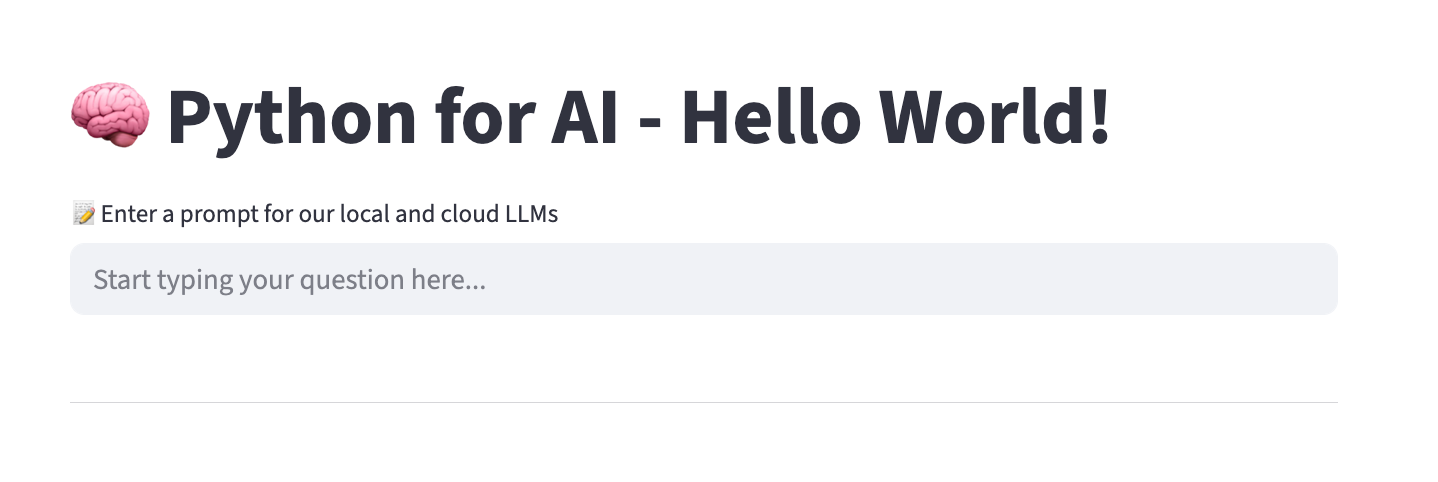 🧠 Python for AI - Hello World!
📝 Enter a prompt for our local and cloud LLMs
Start typing your question here...